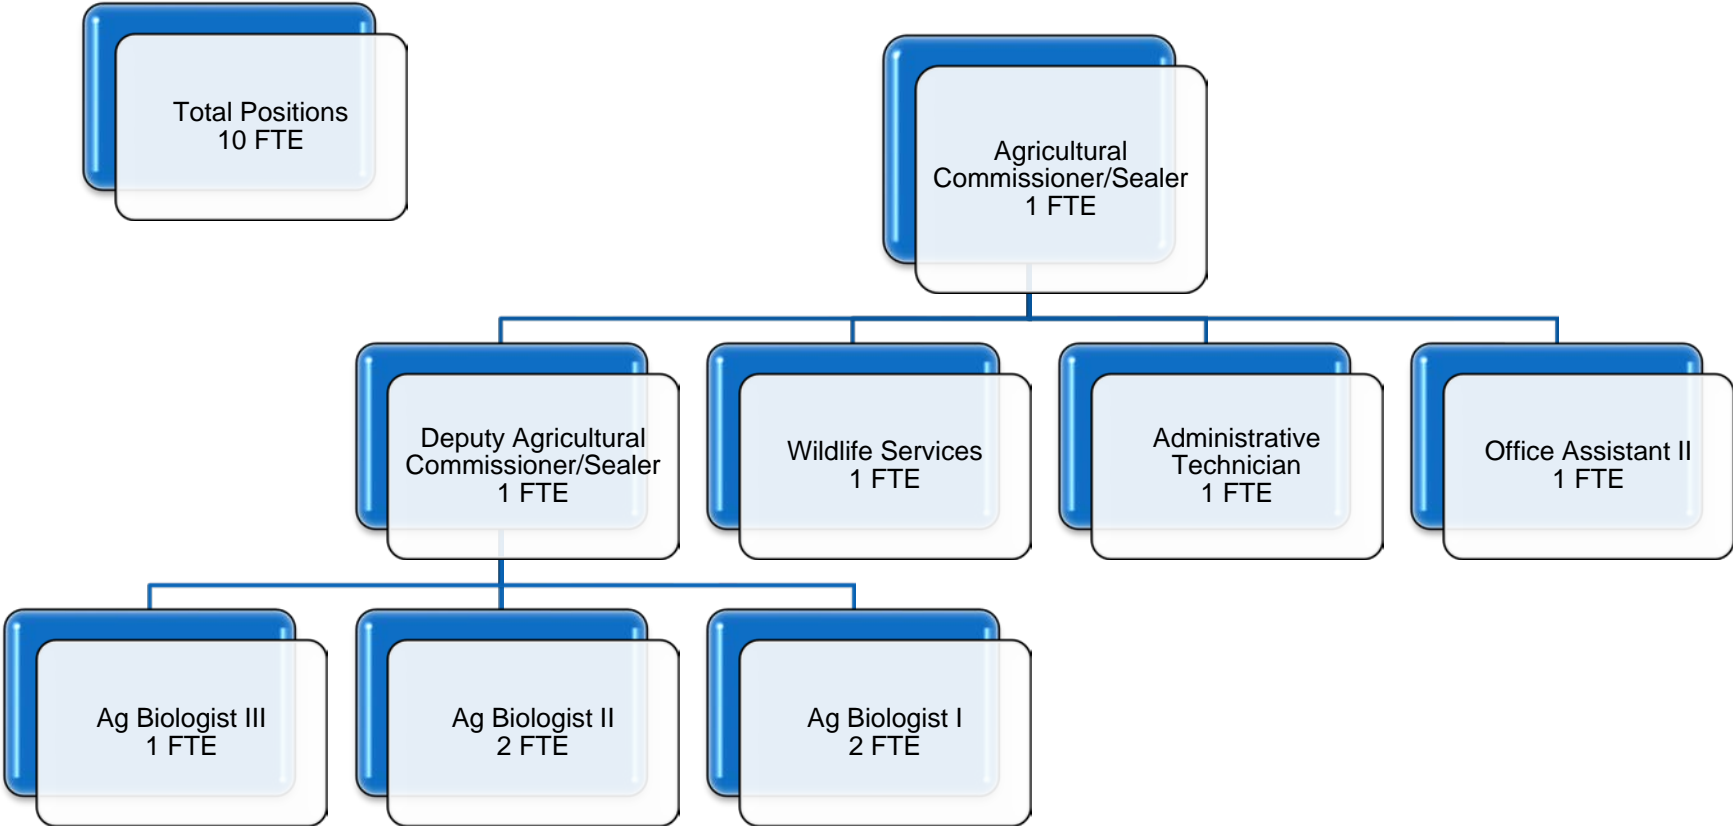 Total Positions
10 FTE
Agricultural
Commissioner/Sealer
1 FTE
Deputy Agricultural
Commissioner/Sealer
1 FTE
Wildlife Services
1 FTE
Administrative
Technician
1 FTE
Office Assistant II
1 FTE
Ag Biologist III
1 FTE
Ag Biologist II
2 FTE
Ag Biologist I
2 FTE